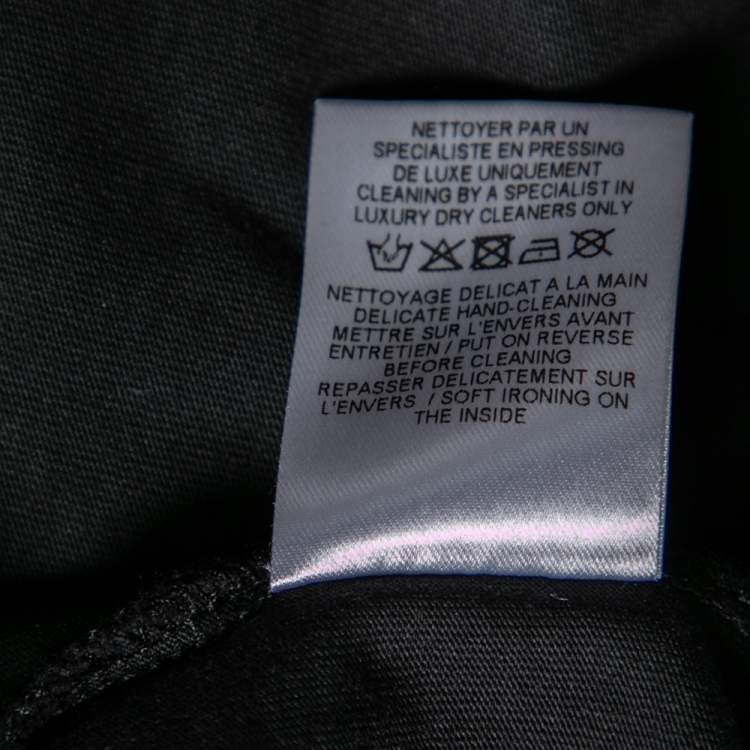 NETTOYER PAR UN
SPECIALISTE EN PRESSING
DE LUXE UNIQUEMENT
CLEANING BY A SPECIALIST IN
LUXURY DRY CLEANERS ONLY
NETTOYAGE DELICAT A LA MAIN
DELICATE HAND-CLEANING
METTRE SUR L'ENVERS AVANT
ENTRETIEN / PUT ON REVERSE
BEFORE CLEANING
REPASSER DELICATEMENT SUR
L'ENVERS / SOFT IRONING ON
THE INSIDE